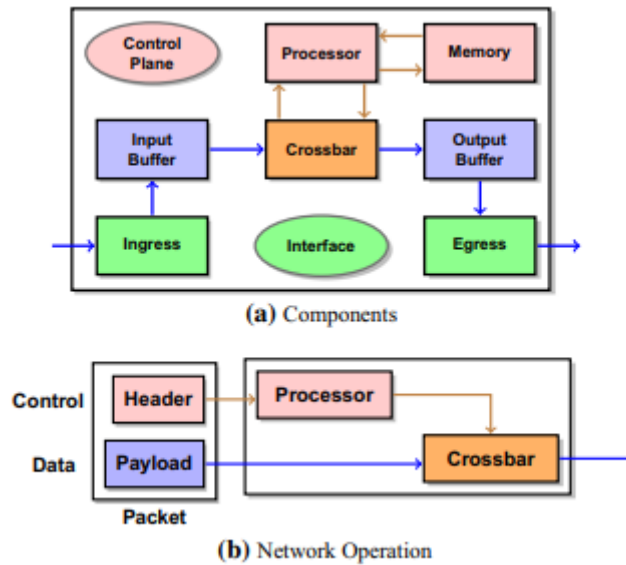 Control
Plane
Processor
Memory
Input
Buffer
Crossbar
Output
Buffer
Ingress
Interface
Egress
(a) Components
Control
Header
Processor
Data
Payload
Crossbar
Packet
(b) Network Operation